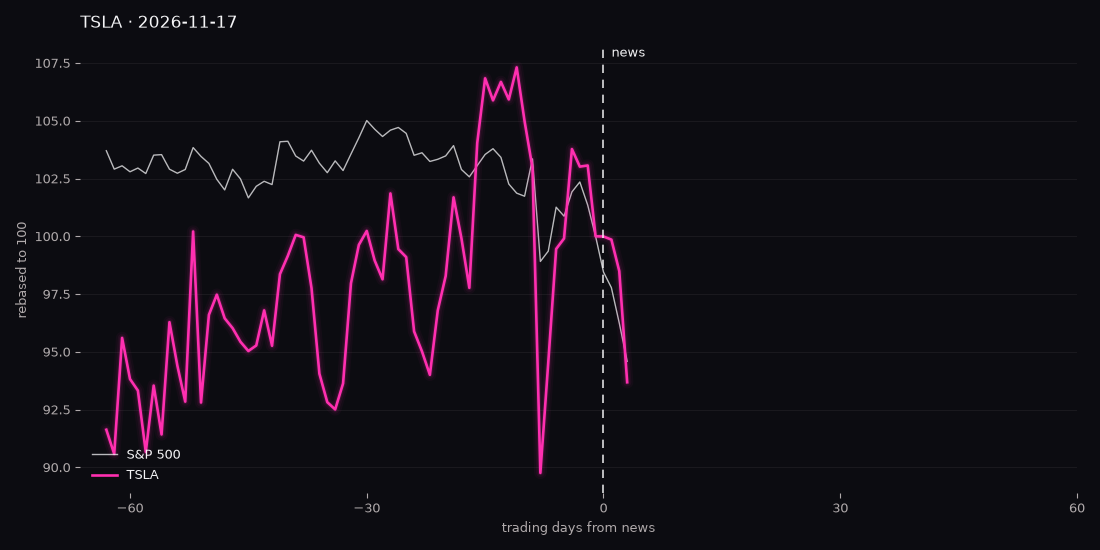 TSLA · 2026-11-17
news
107.5
105.0
102.5
100.0
97.5
95.0
92.5
90.0
rebased to 100
S&P 500
TSLA
−60
−30
0
30
60
trading days from news